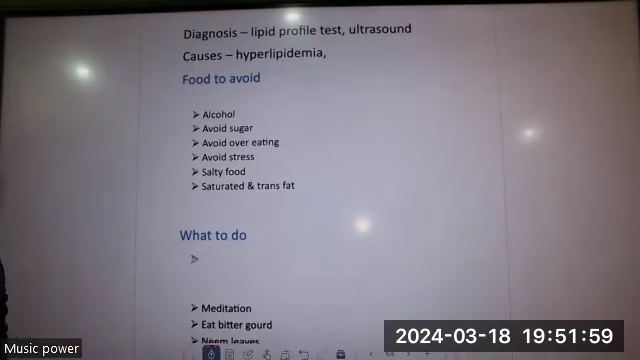 Diagnosis – lipid profile test, ultrasound
Causes – hyperlipidemia,
Food to avoid
➢ Alcohol
➢ Avoid sugar
➢ Avoid over eating
➢ Avoid stress
➢ Salty food
➢ Saturated & trans fat
What to do
➢
➢ Meditation
➢ Eat bitter gourd
➢ Neem leaves
Music power
2024-03-18 19:51:59